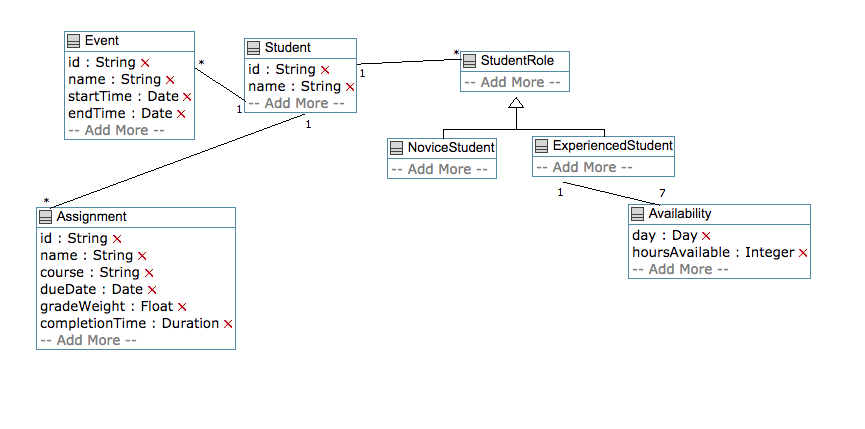 Event
id : String
name : String
startTime : Date
endTime : Date
-- Add More --
*
1
Student
id : String
name : String
-- Add More --
1
*
1
StudentRole
-- Add More --
NoviceStudent
-- Add More --
ExperiencedStudent
-- Add More --
1
7
Availability
day : Day
hoursAvailable : Integer
-- Add More --
*
Assignment
id : String
name : String
course : String
dueDate : Date
gradeWeight : Float
completionTime : Duration
-- Add More --